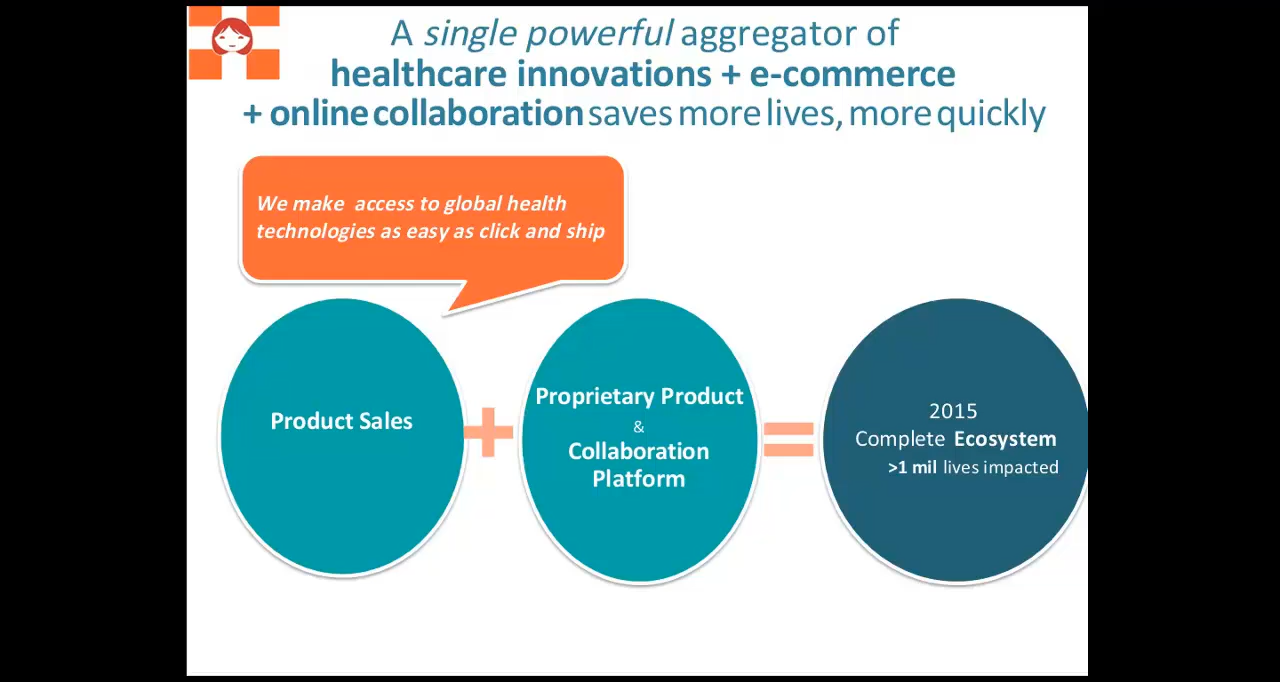 A single powerful aggregator of
healthcare innovations + e-commerce
+ online collaboration saves more lives, more quickly
We make access to global health
technologies as easy as click and ship
Product Sales
Proprietary Product
&
Collaboration
Platform
2015
Complete Ecosystem
>1 mil lives impacted